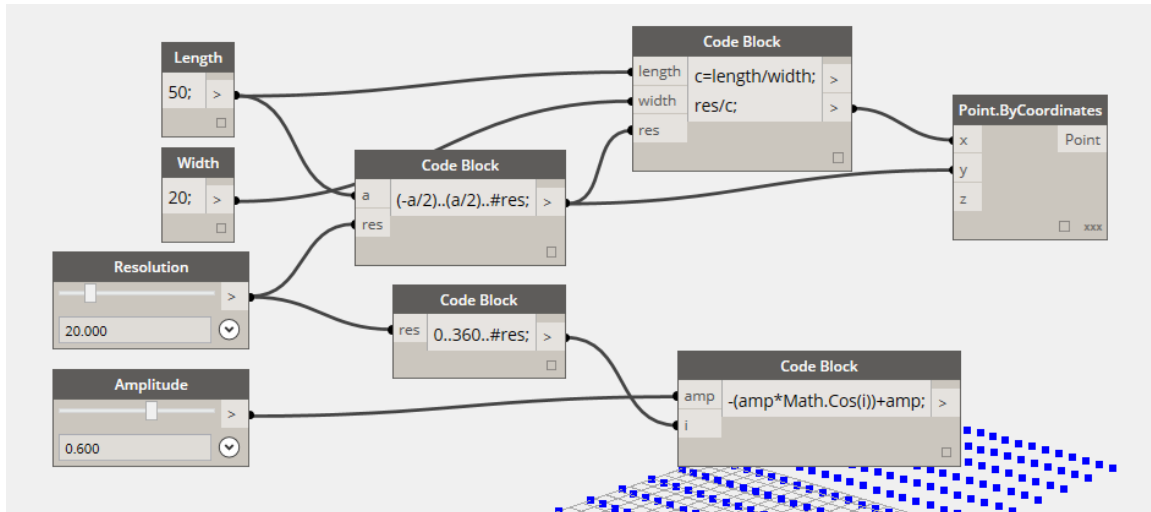 Length
50; >
Width
20; >
Resolution
>
20.000
Amplitude
>
0.600
Code Block
a (-a/2)..(a/2)..#res; >
res
Code Block
res 0..360..#res; >
Code Block
length c=length/width; >
width res/c; >
res
Code Block
amp -(amp*Math.Cos(i))+amp; >
i
Point.ByCoordinates
x Point
y
z
xxx